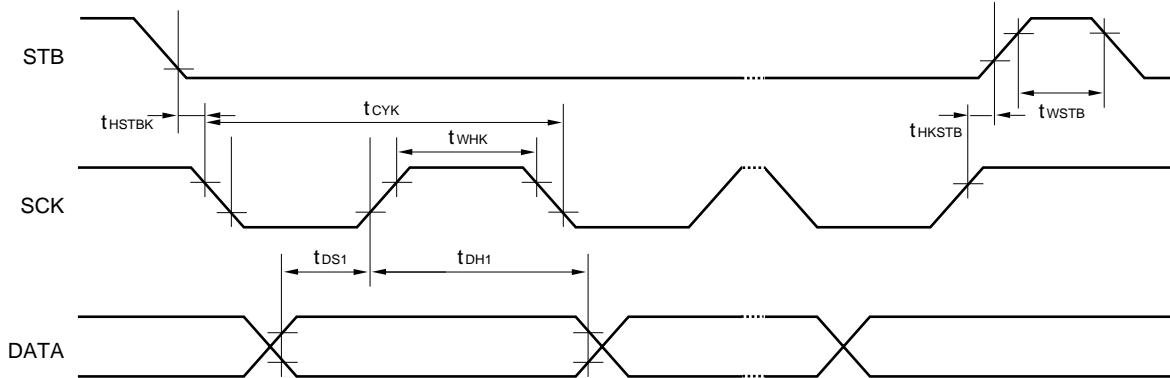 STB
tHSTBK
tCYK
tWHK
tHKSTB
tWSTB
SCK
tDS1
tDH1
DATA